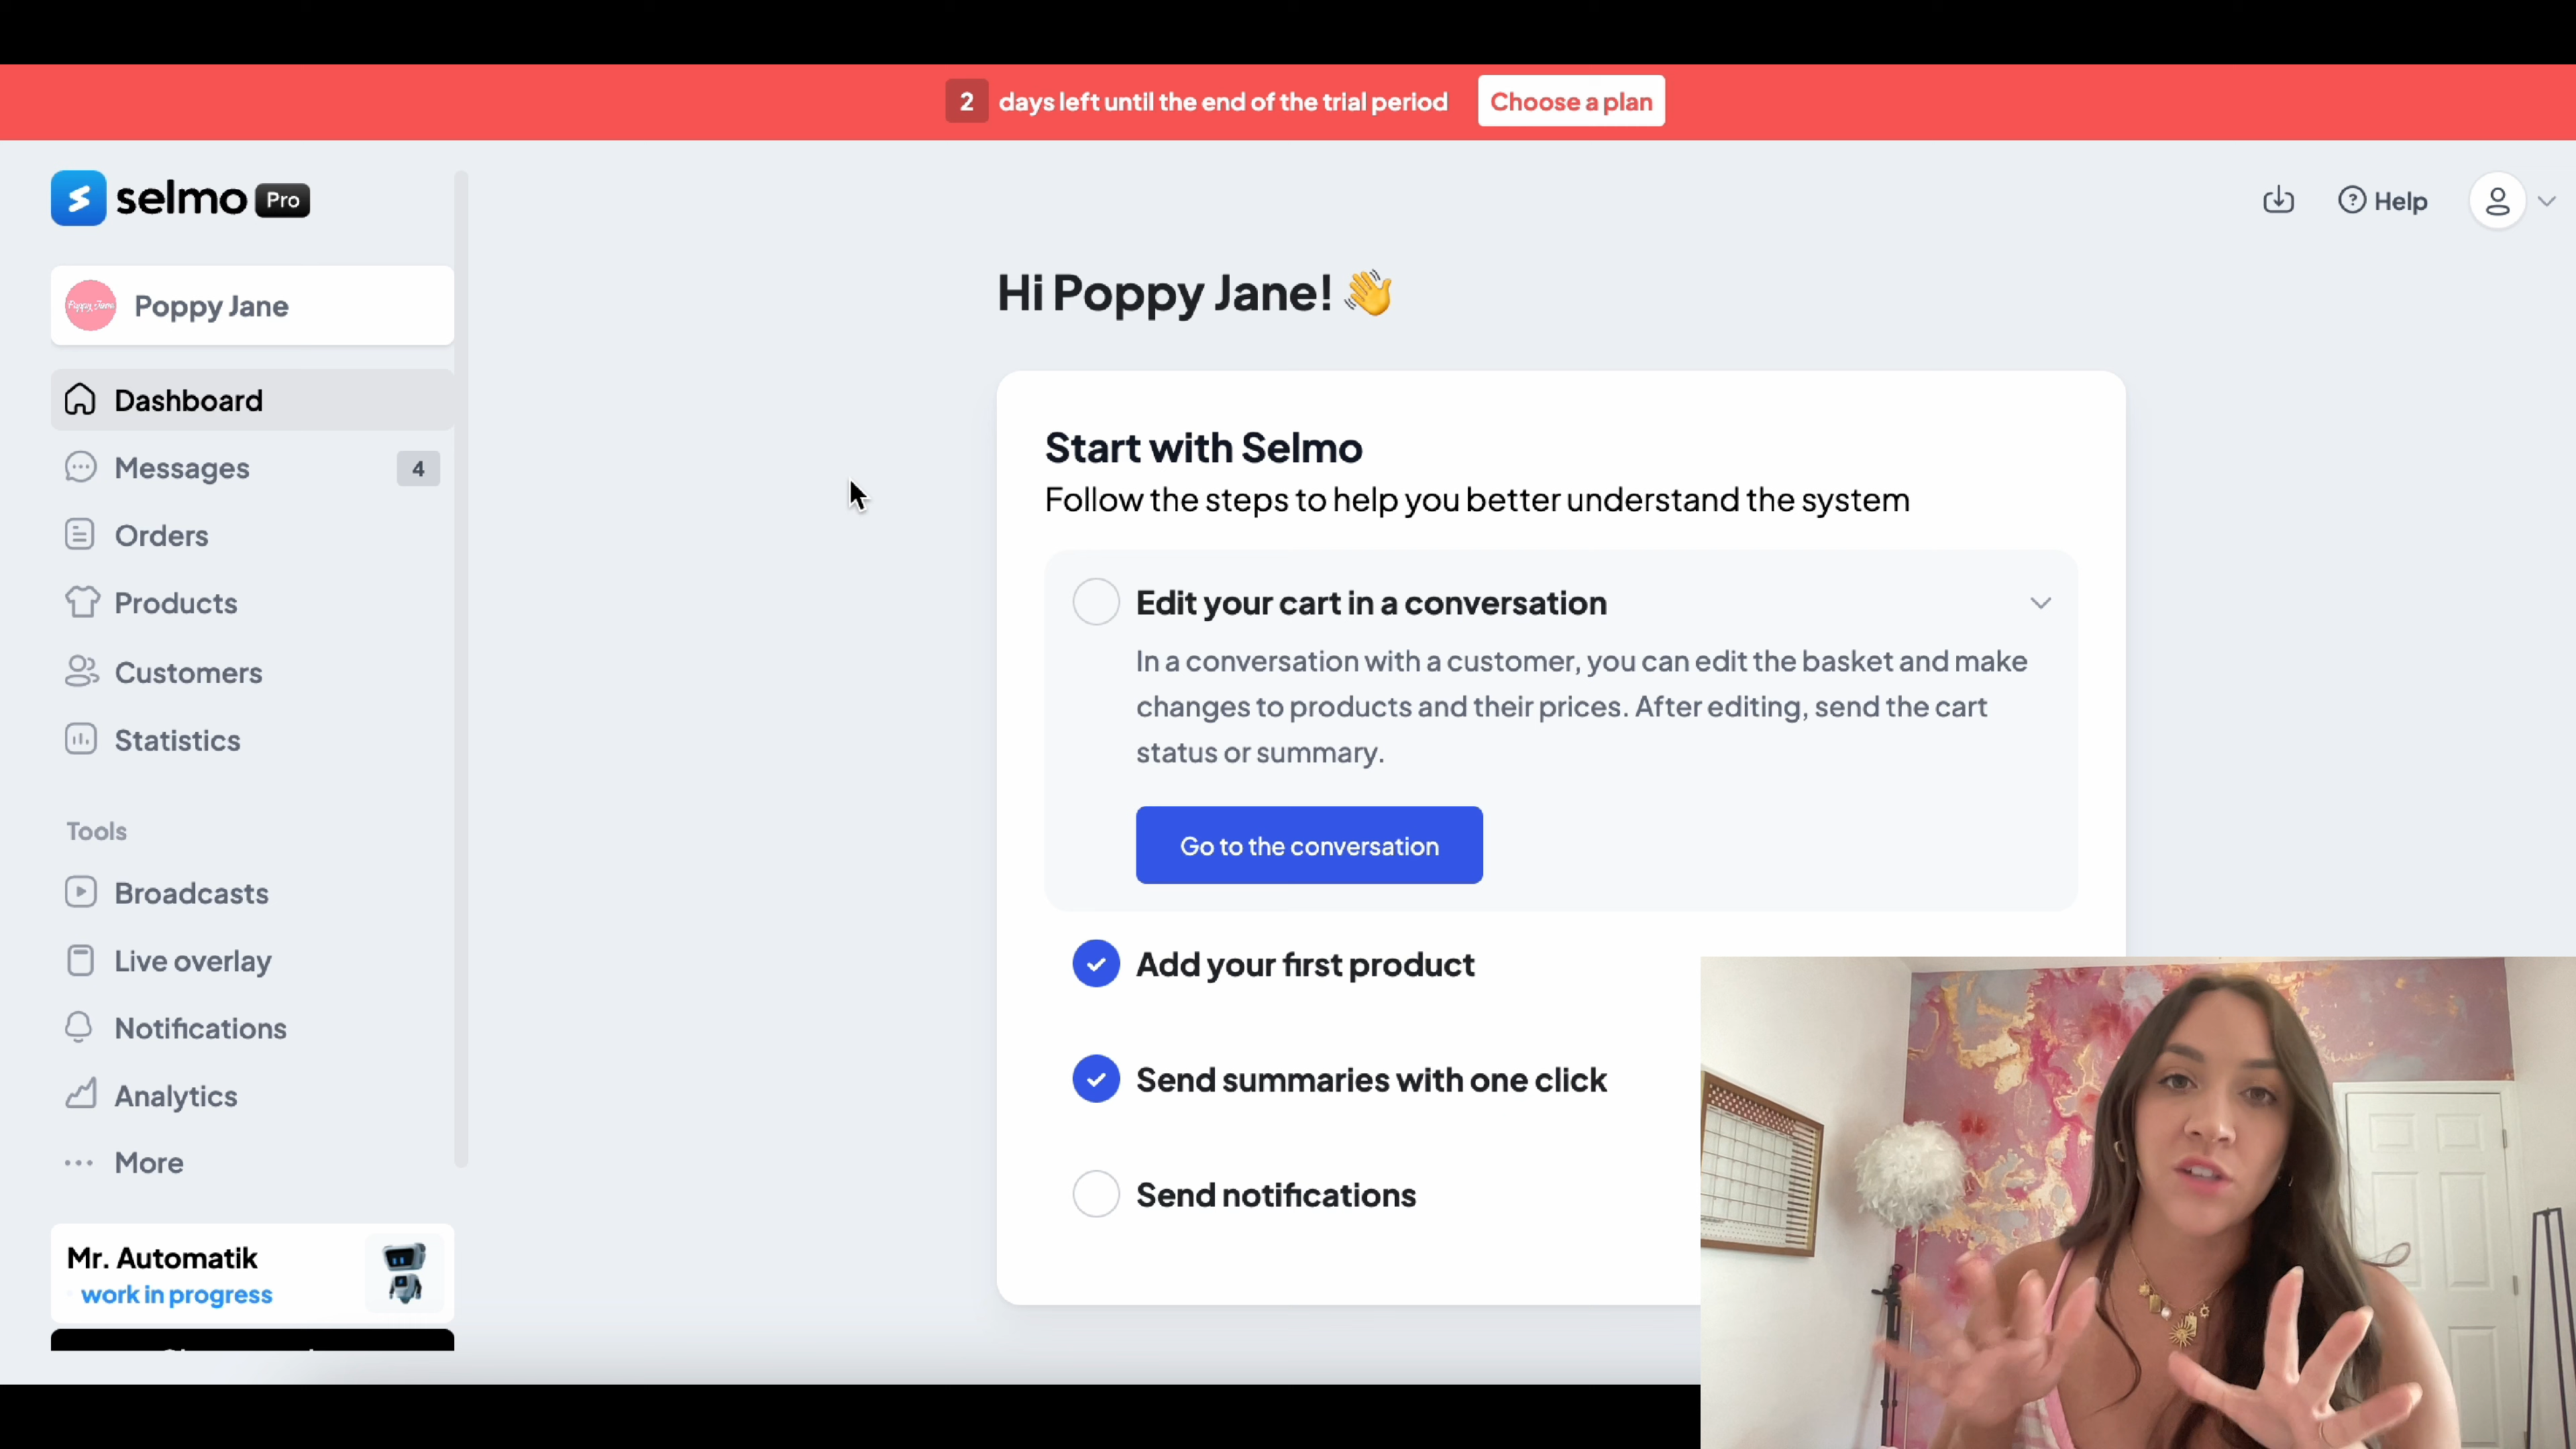 2 days left until the end of the trial period Choose a plan
selmo Pro
Help
Poppy Jane
Poppy Jane
Hi Poppy Jane! 👋
Dashboard
Messages 4
Orders
Products
Customers
Statistics
Tools
Broadcasts
Live overlay
Notifications
Analytics
More
Mr. Automatik
work in progress
Start with Selmo
Follow the steps to help you better understand the system
Edit your cart in a conversation
In a conversation with a customer, you can edit the basket and make
changes to products and their prices. After editing, send the cart
status or summary.
Go to the conversation
Add your first product
Send summaries with one click
Send notifications